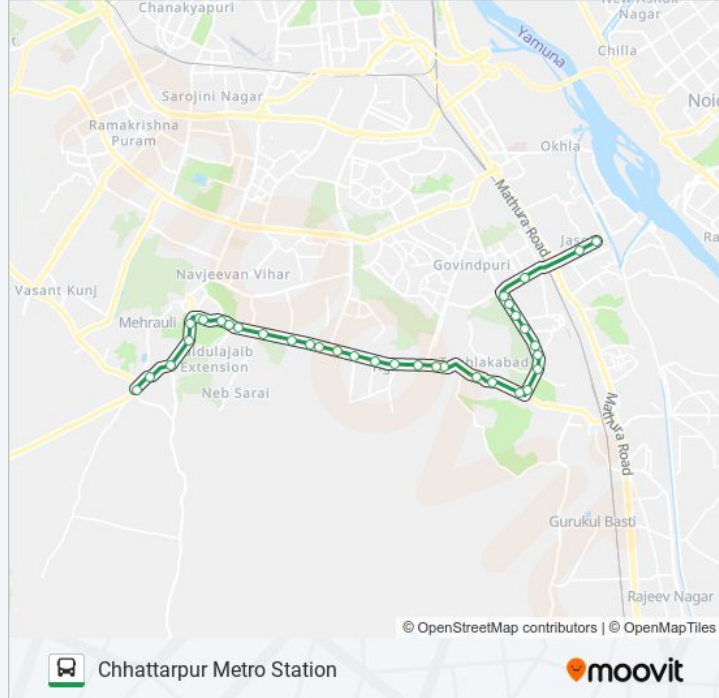 Chanakyapuri
New Ashok
Nagar
Yamuna
Chilla
Sarojini Nagar
Ramakrishna
Puram
Okhla
Mathura Road
Govindpuri
Navjeevan Vihar
Vasant Kunj
Mehrauli
Extension
Neb Sarai
Mathura Road
Gurukul Basti
Rajeev Nagar
© OpenStreetMap contributors | © OpenMapTiles
Chhattarpur Metro Station
moovit